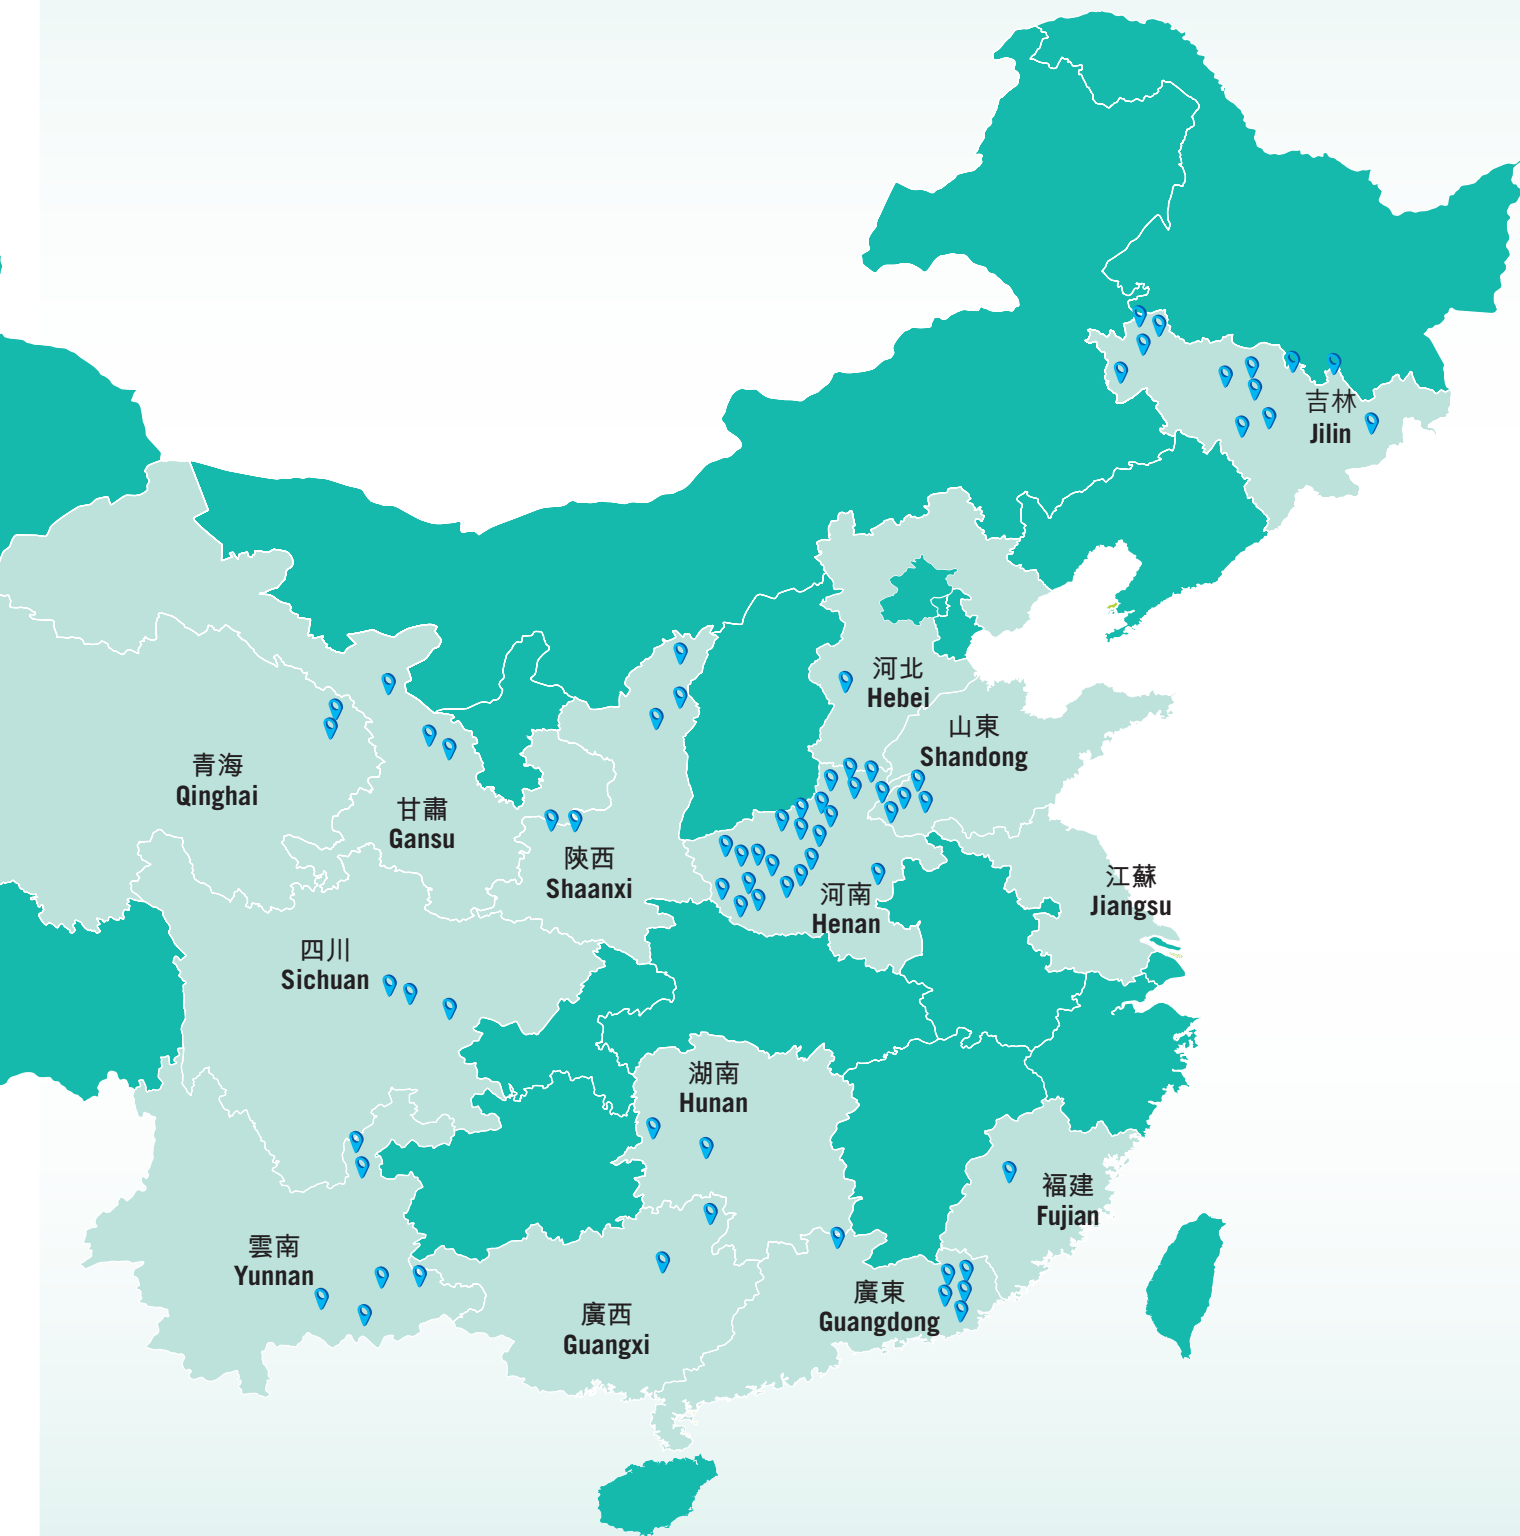 吉林
Jilin
河北
Hebei
山東
Shandong
青海
Qinghai
甘肅
Gansu
陝西
Shaanxi
河南
Henan
江蘇
Jiangsu
四川
Sichuan
湖南
Hunan
福建
Fujian
雲南
Yunnan
廣西
Guangxi
廣東
Guangdong